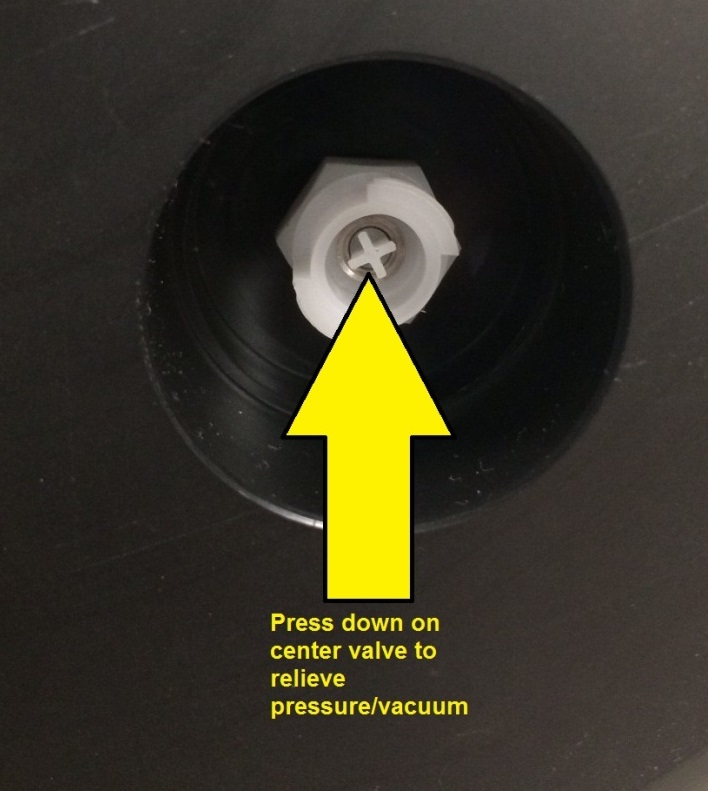 Press down on
center valve to
relieve
pressure/vacuum